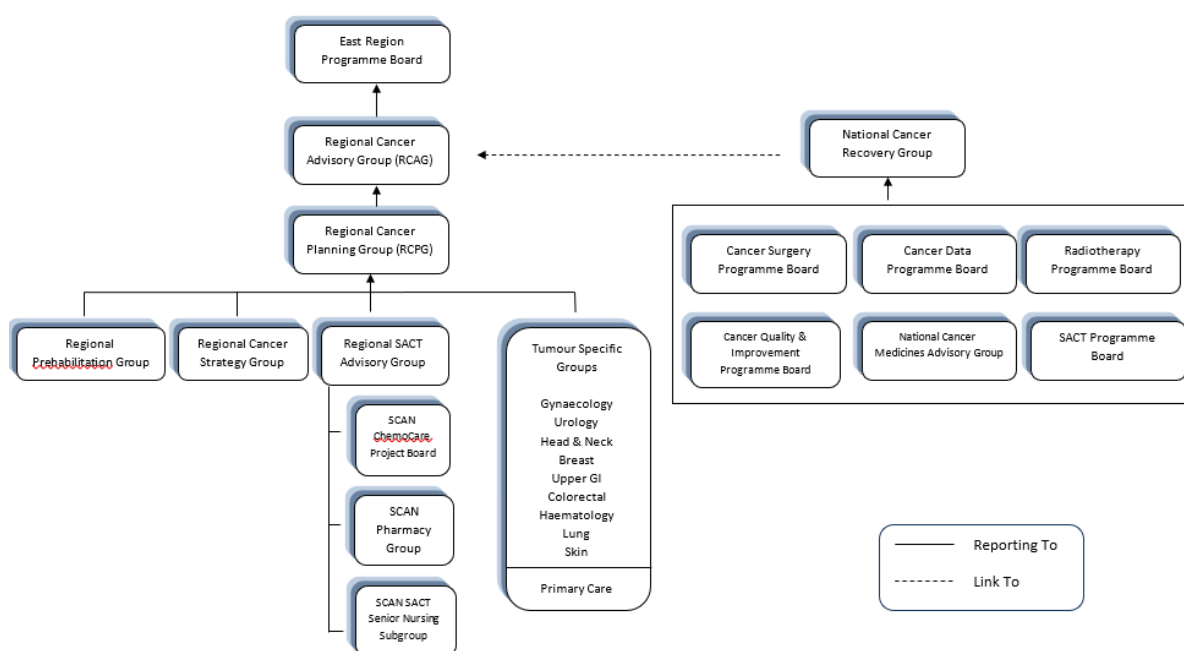 East Region
Programme Board
Regional Cancer
Advisory Group (RCAG)
National Cancer
Recovery Group
Regional Cancer
Planning Group (RCPG)
Cancer Surgery
Programme Board
Cancer Data
Programme Board
Radiotherapy
Programme Board
Cancer Quality &
Improvement
Programme Board
National Cancer
Medicines Advisory Group
SACT Programme
Board
Regional
Prehabilitation Group
Regional Cancer
Strategy Group
Regional SACT
Advisory Group
SCAN
ChemoCare
Project Board
SCAN
Pharmacy
Group
SCAN SACT
Senior Nursing
Subgroup
Tumour Specific
Groups
Gynaecology
Urology
Head & Neck
Breast
Upper GI
Colorectal
Haematology
Lung
Skin
Primary Care
Reporting To
Link To